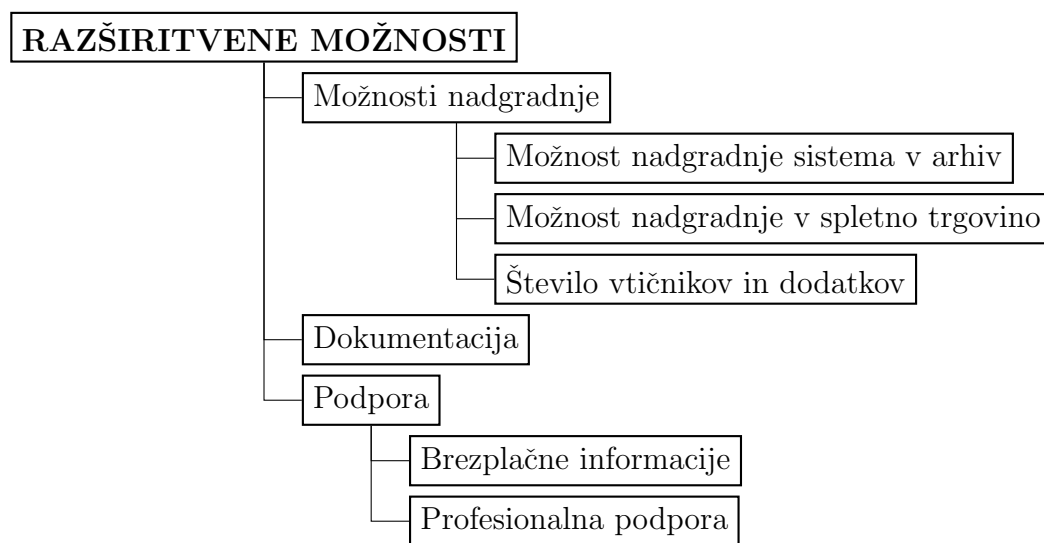 RAZŠIRITVENE MOŽNOSTI
Možnosti nadgradnje
Možnost nadgradnje sistema v arhiv
Možnost nadgradnje v spletno trgovino
Število vtičnikov in dodatkov
Dokumentacija
Podpora
Brezplačne informacije
Profesionalna podpora